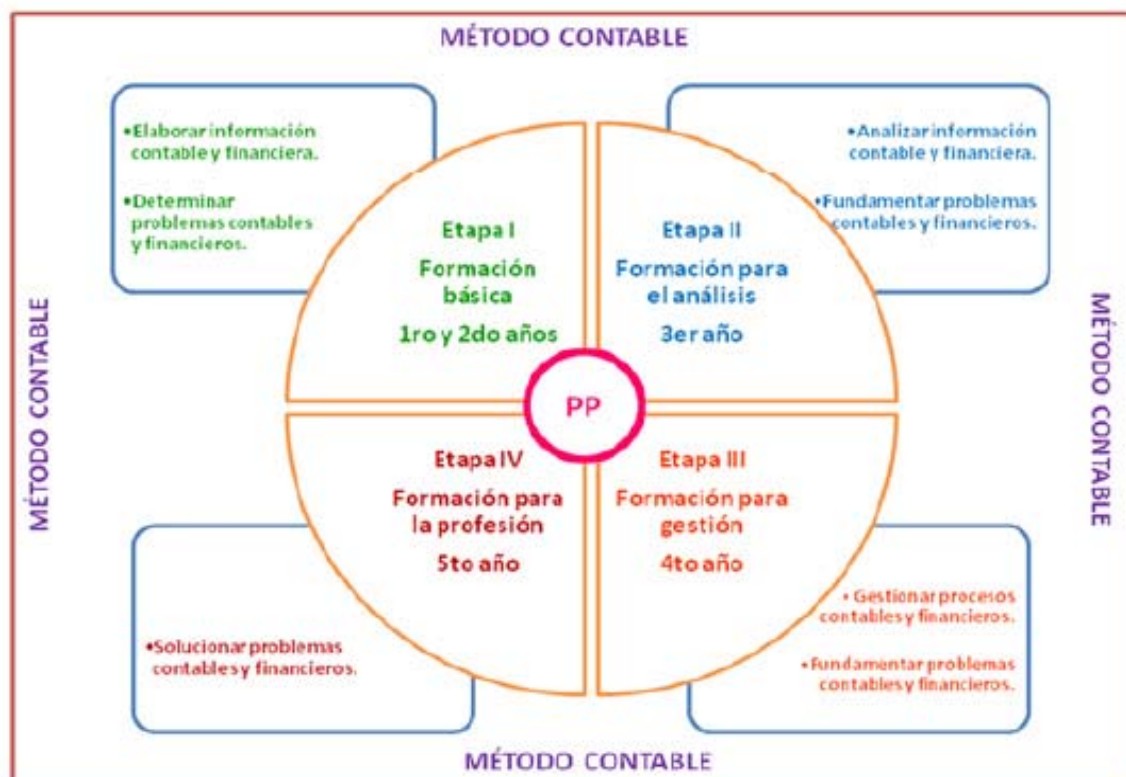 MÉTODO CONTABLE
•Elaborar información
contable y financiera.
•Determinar
problemas contables
y financieros.
•Analizar información
contable y financiera.
•Fundamentar problemas
contables y financieros.
Etapa I
Formación
básica
1ro y 2do años
Etapa II
Formación para
el análisis
3er año
MÉTODO CONTABLE
MÉTODO CONTABLE
PP
Etapa IV
Formación para
la profesión
5to año
Etapa III
Formación para
gestión
4to año
•Solucionar problemas
contables y financieros.
• Gestionar procesos
contables y financieros.
•Fundamentar problemas
contables y financieros.
MÉTODO CONTABLE